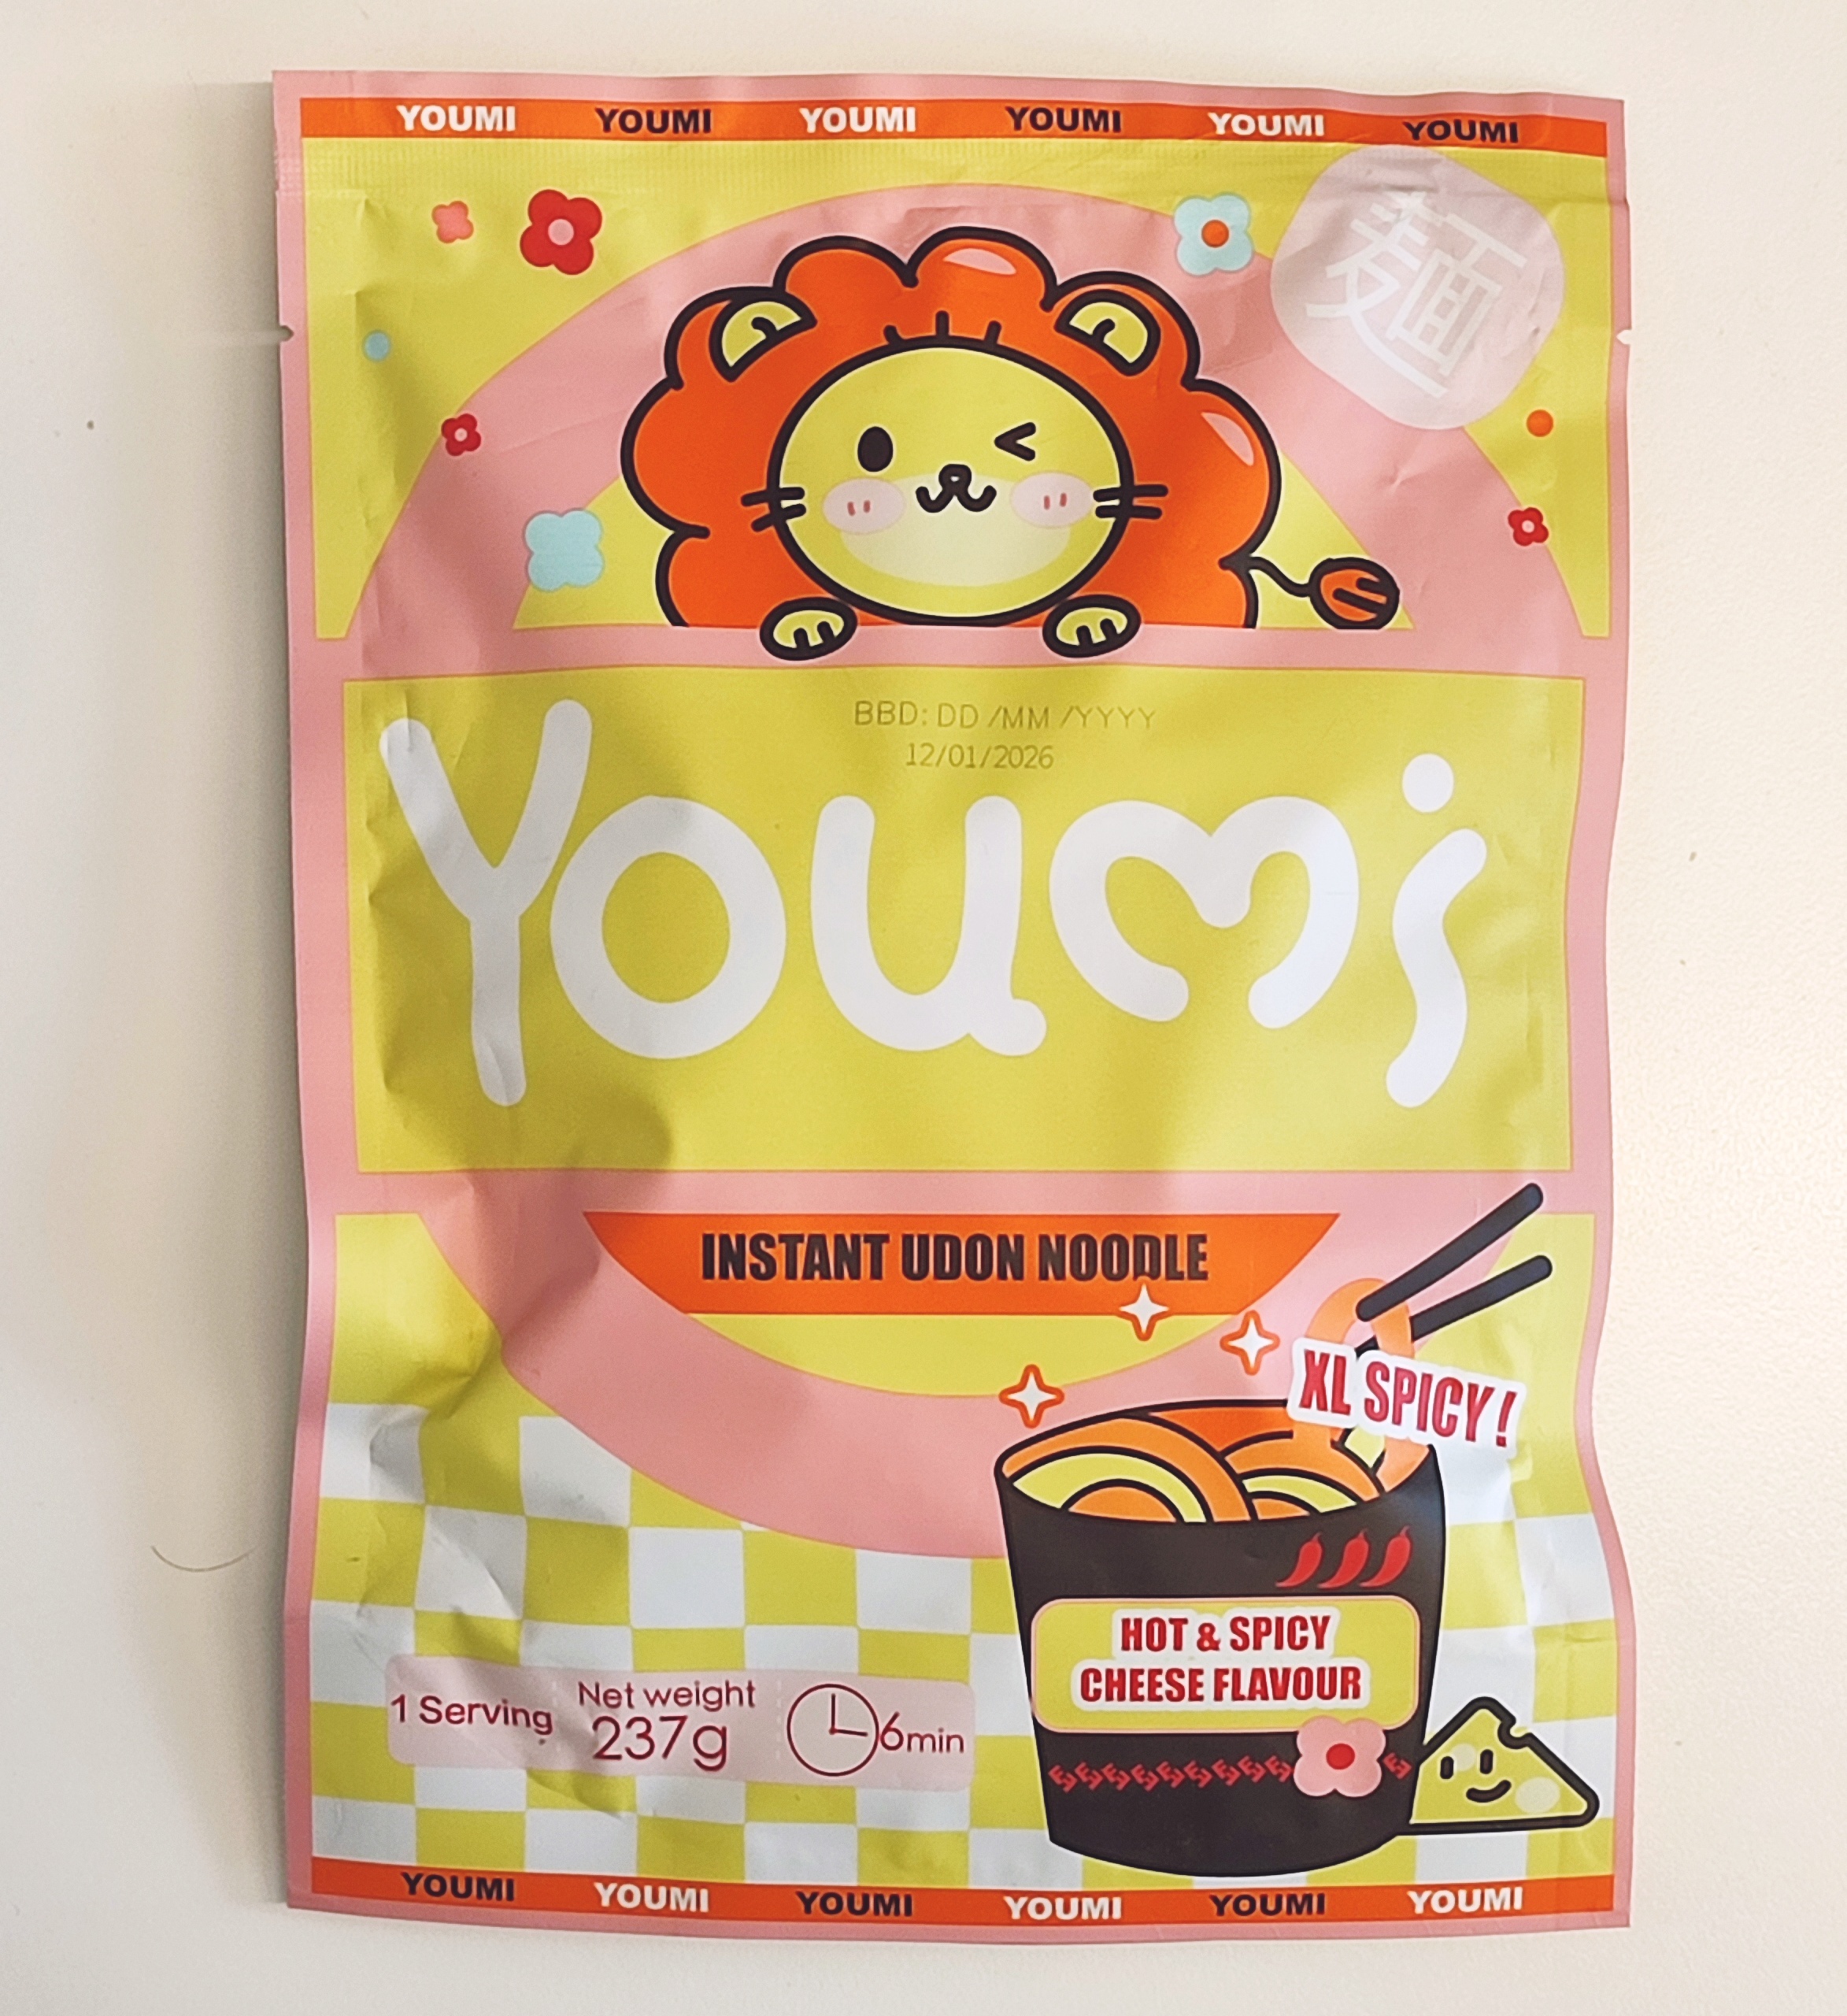 YOUMI YOUMI YOUMI YOUMI YOUMI YOUMI
麺
BBD: DD /MM /YYYY
12/01/2026
Youmi
INSTANT UDON NOODLE
XL SPICY!
HOT & SPICY
CHEESE FLAVOUR
1 Serving
Net weight
237g
6min
YOUMI YOUMI YOUMI YOUMI YOUMI YOUMI